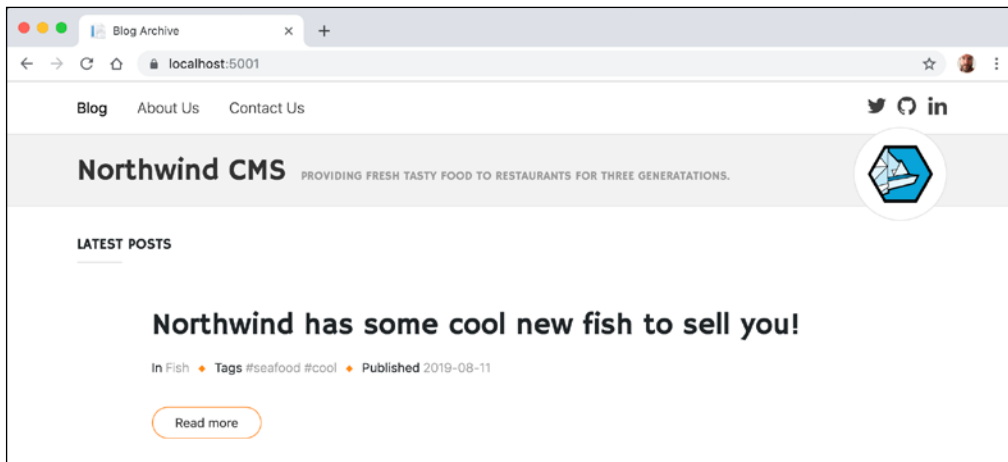 Blog Archive
localhost:5001
Blog About Us Contact Us in
Northwind CMS PROVIDING FRESH TASTY FOOD TO RESTAURANTS FOR THREE GENERATATIONS.
LATEST POSTS
Northwind has some cool new fish to sell you!
In Fish ◆ Tags #seafood #cool ◆ Published 2019-08-11
Read more